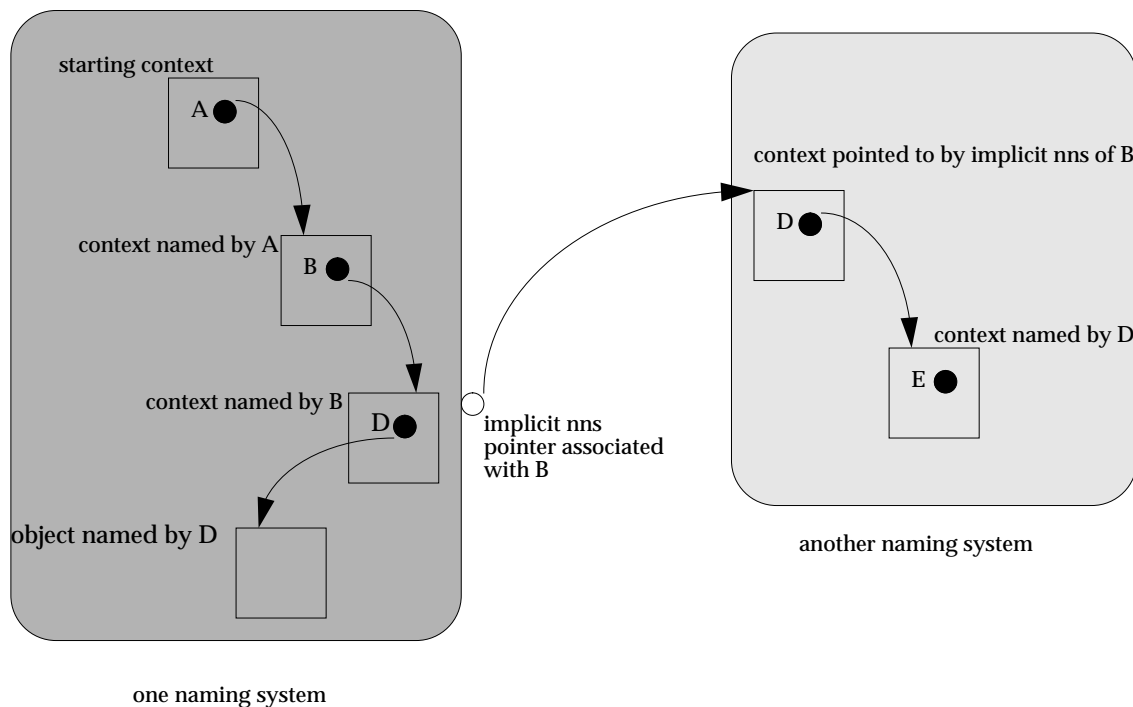 starting context
A
context named by A
B
context named by B
D
object named by D
one naming system
implicit nns
pointer associated
with B
context pointed to by implicit nns of B
D
context named by D
E
another naming system